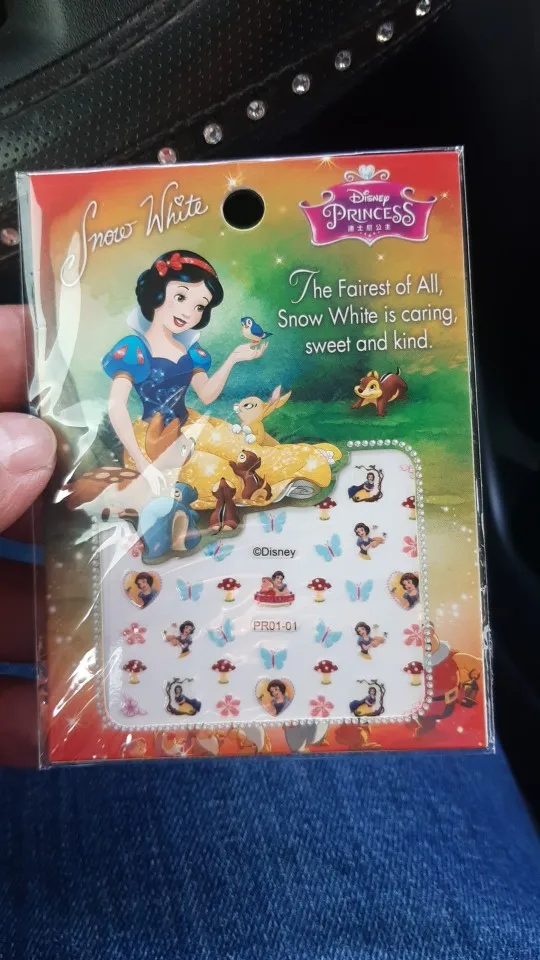 Snow White
Disney
PRINCESS
迪士尼公主
The Fairest of All,
Snow White is caring,
sweet and kind.
©Disney
PR01-01